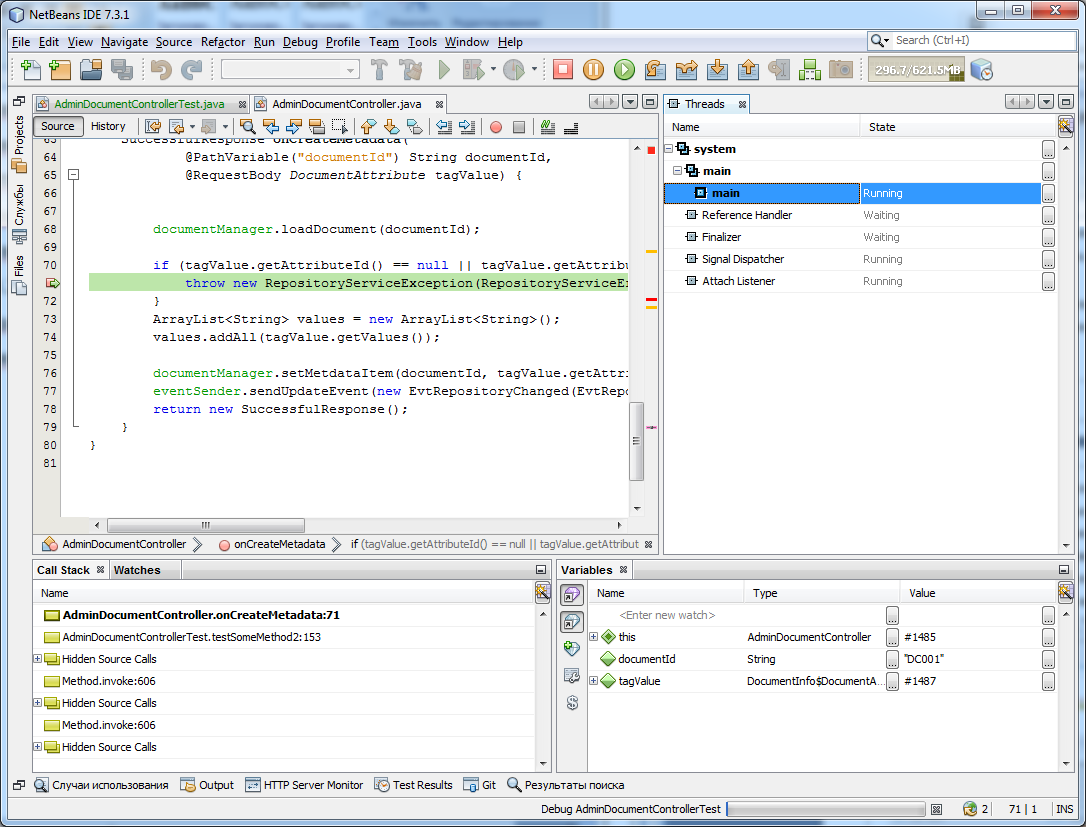 NetBeans IDE 7.3.1
File Edit View Navigate Source Refactor Run Debug Profile Team Tools Window Help
Search (Ctrl+I)
296.7/621.5MB
Projects
Службы
Files
AdminDocumentControllerTest.java
AdminDocumentController.java
Source History
SuccessfulResponse onCreateMetadata(
64 @PathVariable("documentId") String documentId,
65 @RequestBody DocumentAttribute tagValue) {
66
67
68 documentManager.loadDocument(documentId);
69
70 if (tagValue.getAttributeId() == null || tagValue.getAttribu
throw new RepositoryServiceException(RepositoryServiceEx
72 }
73 ArrayList<String> values = new ArrayList<String>();
74 values.addAll(tagValue.getValues());
75
76 documentManager.setMetdataItem(documentId, tagValue.getAttri
77 eventSender.sendUpdateEvent(new EvtRepositoryChanged(EvtRepo
78 return new SuccessfulResponse();
79 }
80 }
81
AdminDocumentController onCreateMetadata if (tagValue.getAttributeId() == null || tagValue.getAttribut
Threads
Name State
system
main
main Running
Reference Handler Waiting
Finalizer Waiting
Signal Dispatcher Running
Attach Listener Running
Call Stack Watches
Name
AdminDocumentController.onCreateMetadata:71
AdminDocumentControllerTest.testSomeMethod2:153
Hidden Source Calls
Method.invoke:606
Hidden Source Calls
Method.invoke:606
Hidden Source Calls
Variables
Name Type Value
<Enter new watch>
this AdminDocumentController #1485
documentId String "DC001"
tagValue DocumentInfo$DocumentA... #1487
Случаи использования Output HTTP Server Monitor Test Results Git Результаты поиска
Debug AdminDocumentControllerTest 2 71 | 1 INS